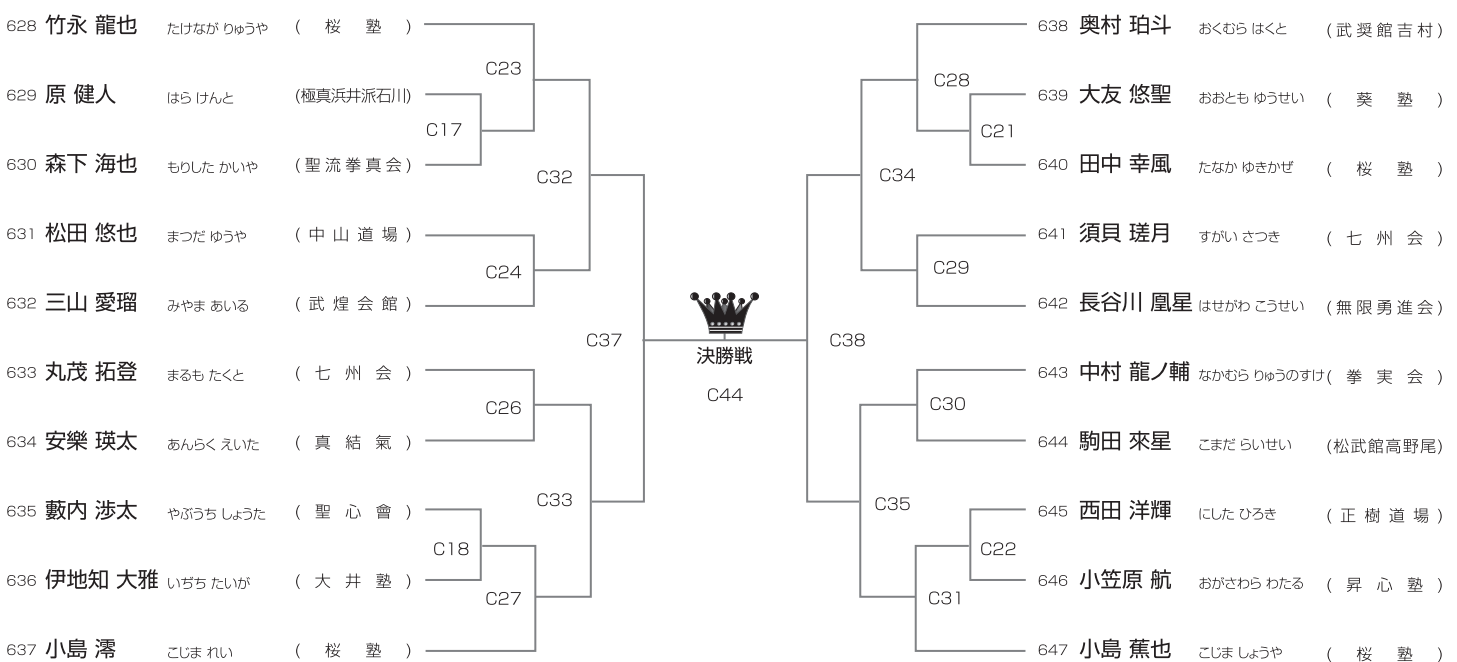 628 竹永 龍也 たけなが りゅうや (桜塾)
C23
629 原 健人 はら けんと (極真浜井派石川)
C17
630 森下 海也 もりした かいや (聖流拳真会)
C32
631 松田 悠也 まつだ ゆうや (中山道場)
C24
632 三山 愛瑠 みやま あいる (武煌会館)
C37
633 丸茂 拓登 まるも たくと (七州会)
C26
634 安樂 瑛太 あんらく えいた (真結氣)
C33
635 藪内 渉太 やぶうち しょうた (聖心會)
C18
636 伊地知 大雅 いぢち たいが (大井塾)
C27
637 小島 澪 こじま れい (桜塾)
決勝戦
C44
638 奥村 珀斗 おくむら はくと (武奨館吉村)
C28
639 大友 悠聖 おおとも ゆうせい (葵塾)
C21
640 田中 幸風 たなか ゆきかぜ (桜塾)
C34
641 須貝 瑳月 すがい さつき (七州会)
C29
642 長谷川 凰星 はせがわ こうせい (無限勇進会)
C38
643 中村 龍ノ輔 なかむら りゅうのすけ (拳実会)
C30
644 駒田 來星 こまだ らいせい (松武館高野尾)
C35
645 西田 洋輝 にした ひろき (正樹道場)
C22
646 小笠原 航 おがさわら わたる (昇心塾)
C31
647 小島 蕉也 こじま しょうや (桜塾)